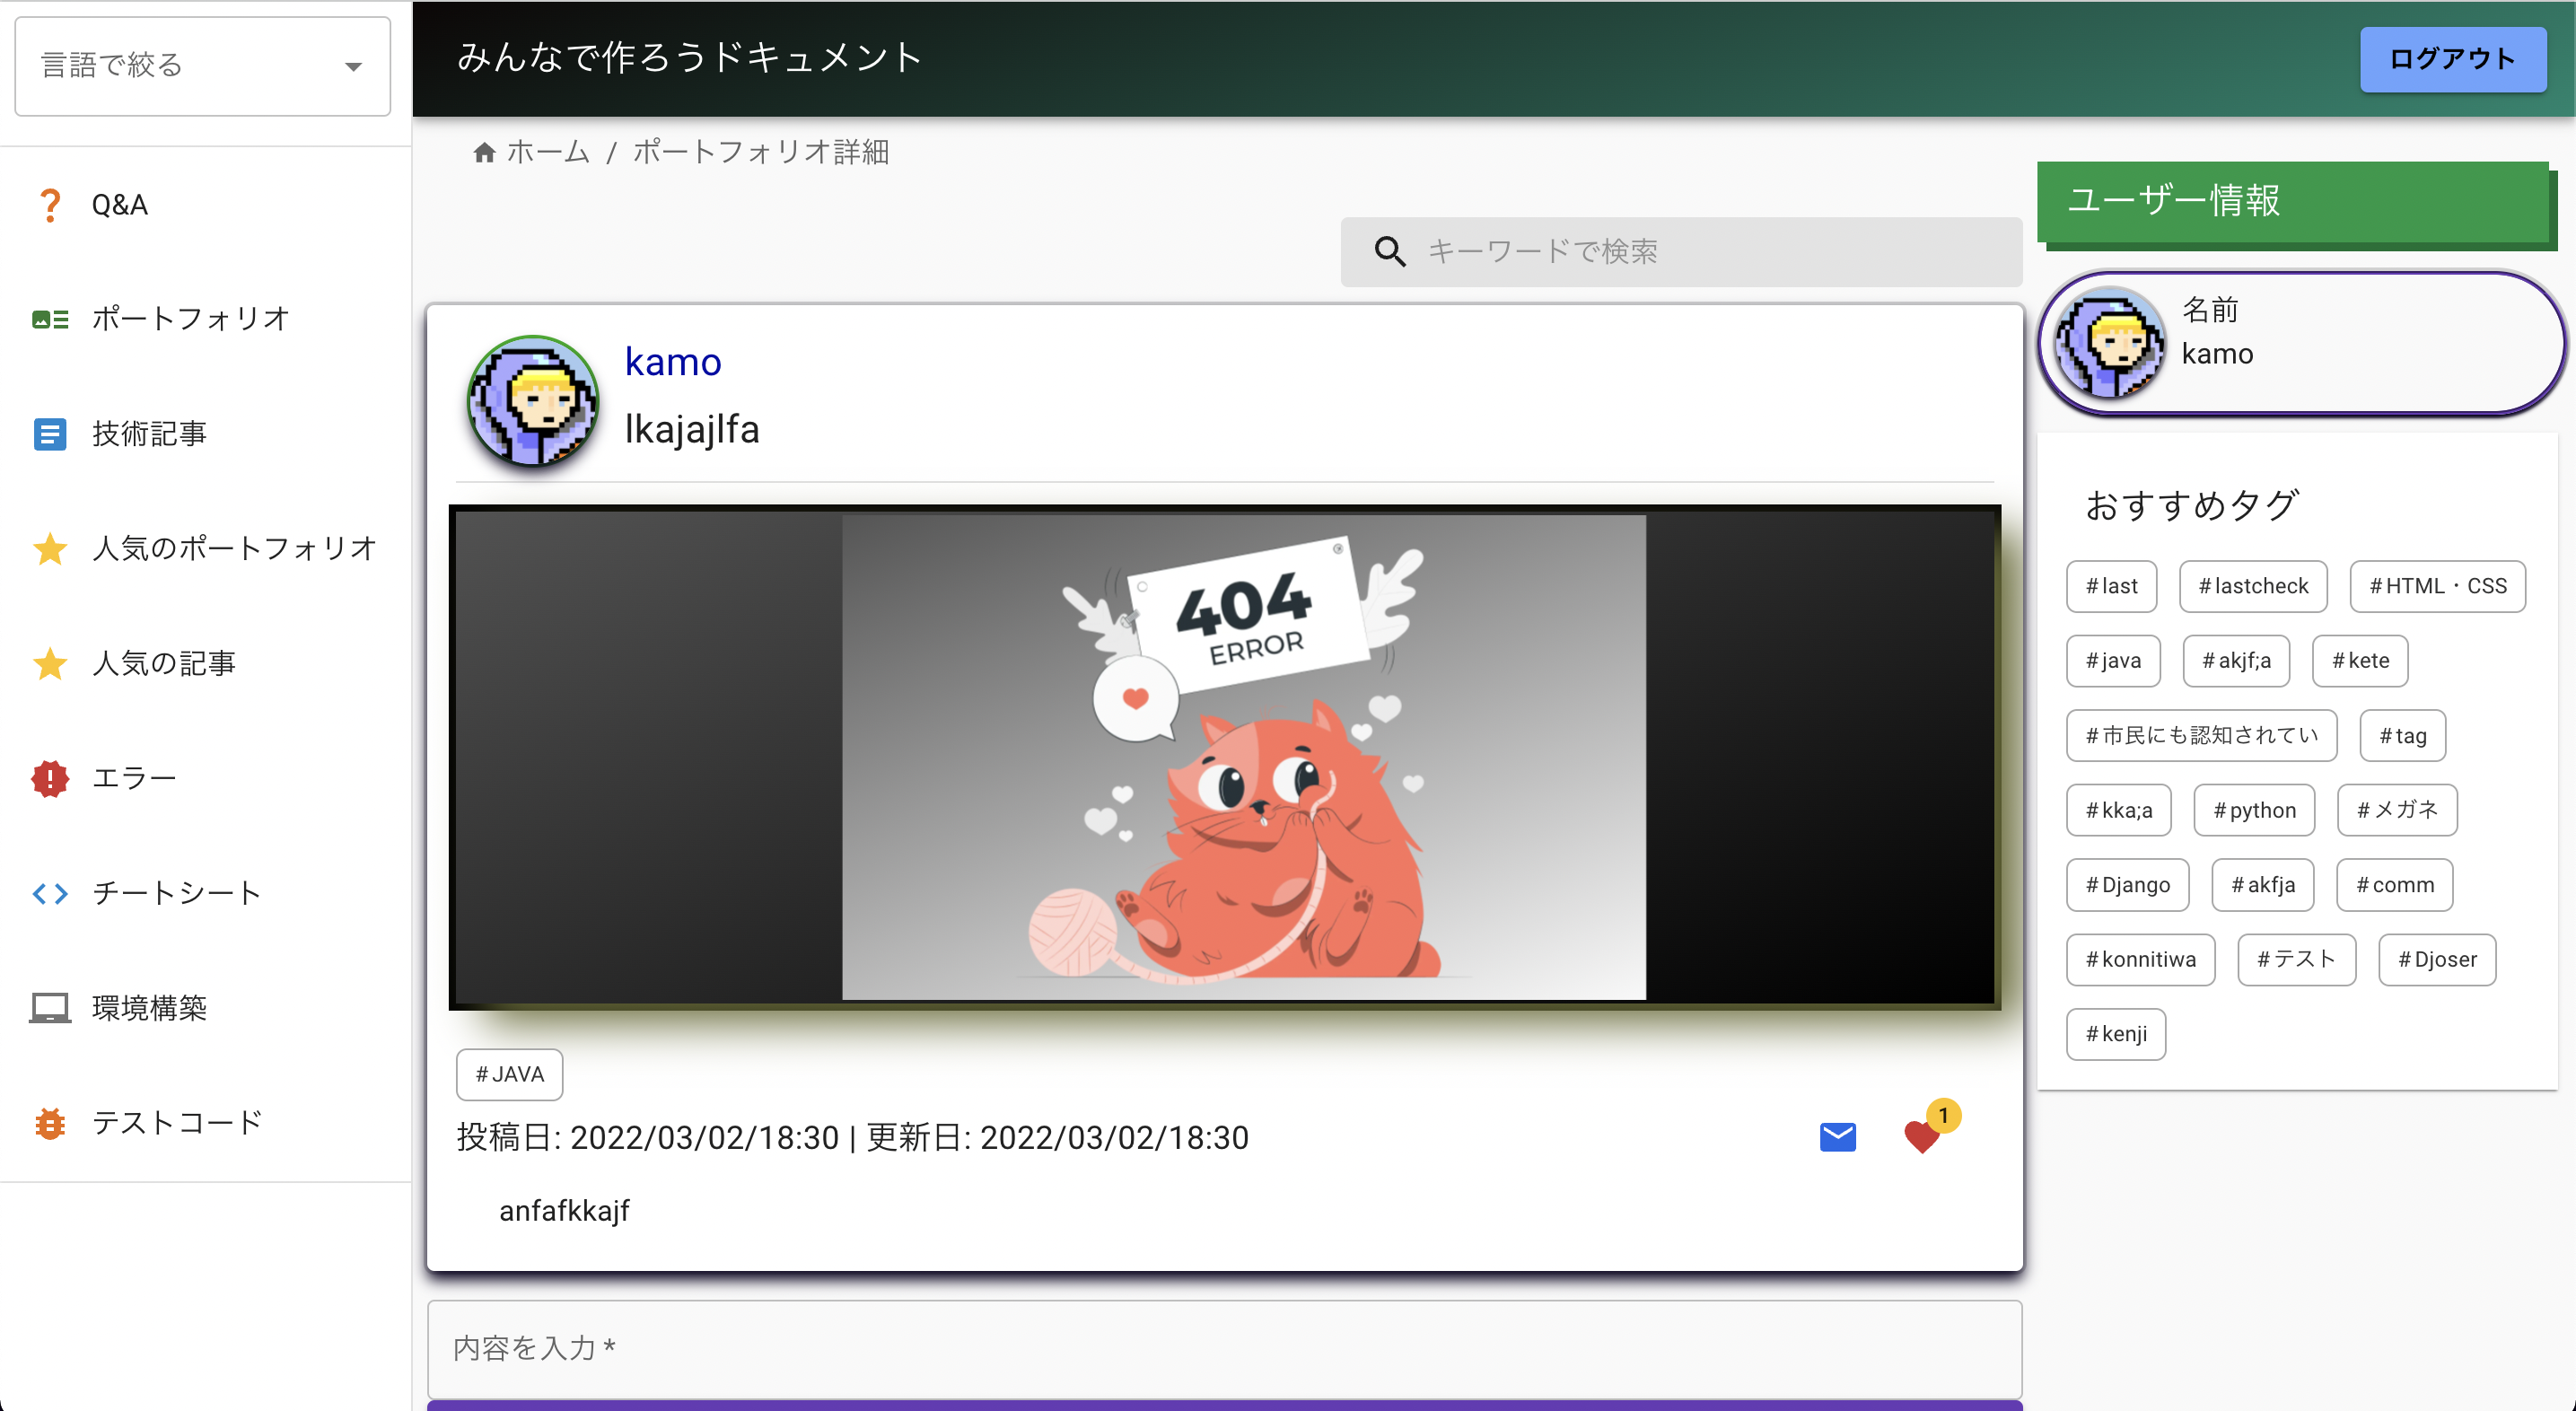 言語で絞る
Q&A
ポートフォリオ
技術記事
人気のポートフォリオ
人気の記事
エラー
チートシート
環境構築
テストコード
みんなで作ろうドキュメント
ログアウト
ホーム / ポートフォリオ詳細
キーワードで検索
kamo
lkajajlfa
404
ERROR
#JAVA
投稿日: 2022/03/02/18:30 | 更新日: 2022/03/02/18:30
1
anfafkkajf
内容を入力 *
ユーザー情報
名前
kamo
おすすめタグ
#last #lastcheck #HTML・CSS
#java #akjf;a #kete
#市民にも認知されてい #tag
#kka;a #python #メガネ
#Django #akfja #comm
#konnitiwa #テスト #Djoser
#kenji